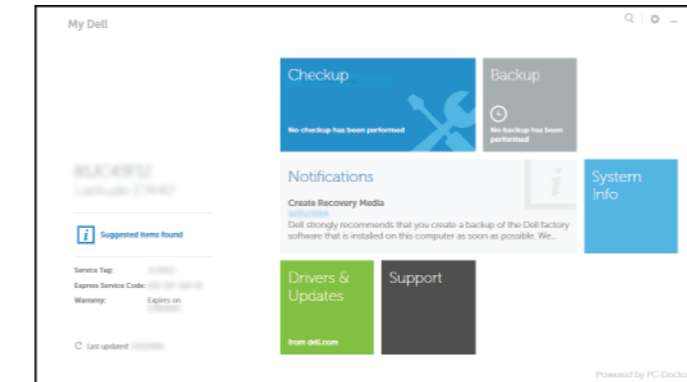 My Dell
Checkup
No checkup has been performed
Backup
No backup has been
performed
Notifications
Create Recovery Media
Dell strongly recommends that you create a backup of the Dell factory
software that is installed on this computer as soon as possible. We...
System
Info
Suggested items found
Service Tag:
Express Service Code:
Warranty: Expires on
Last updated:
Drivers &
Updates
from dell.com
Support
Powered by PC-Docto